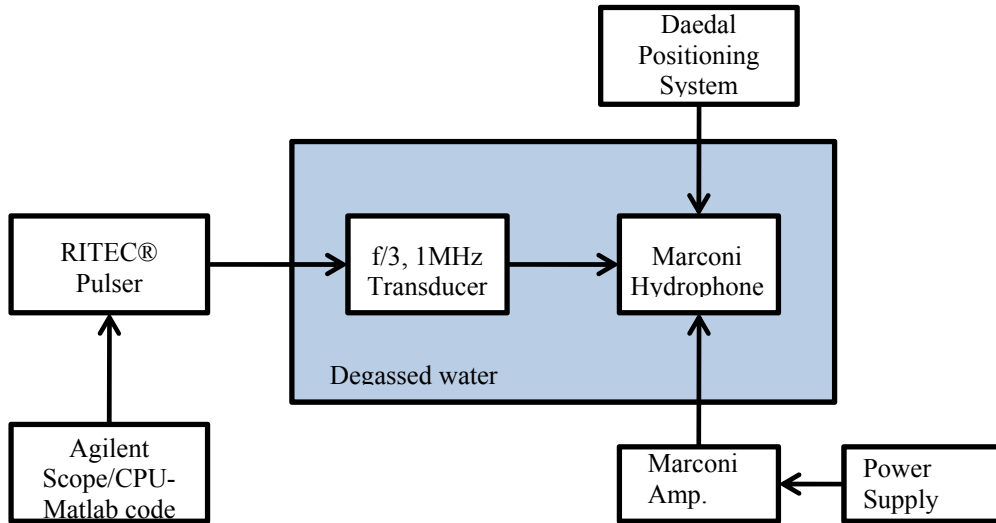 Daedal
Positioning
System
RITEC®
Pulser
f/3, 1MHz
Transducer
Marconi
Hydrophone
Degassed water
Agilent
Scope/CPU-
Matlab code
Marconi
Amp.
Power
Supply